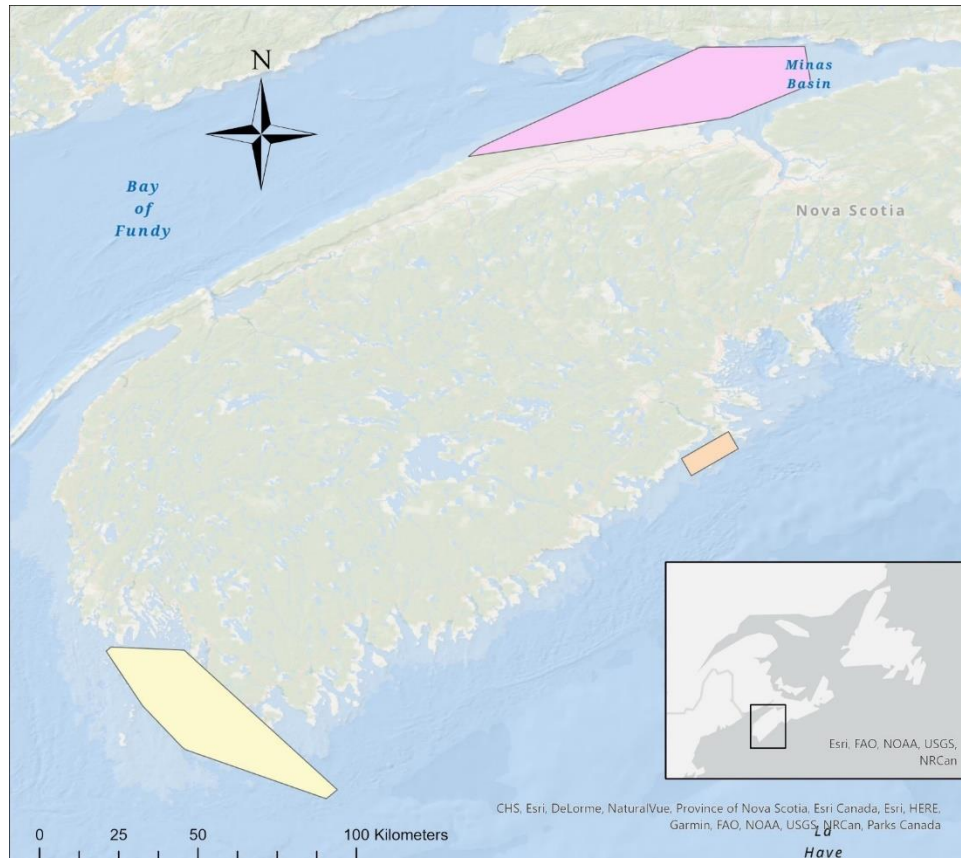 N
Minas
Basin
Bay
of
Fundy
Nova Scotia
Esri, FAO, NOAA, USGS,
NRCan
CHS, Esri, DeLorme, NaturalVue, Province of Nova Scotia, Esri Canada, Esri, HERE,
Garmin, FAO, NOAA, USGS, NRCan, Parks Canada
La
Have
0 25 50 100 Kilometers